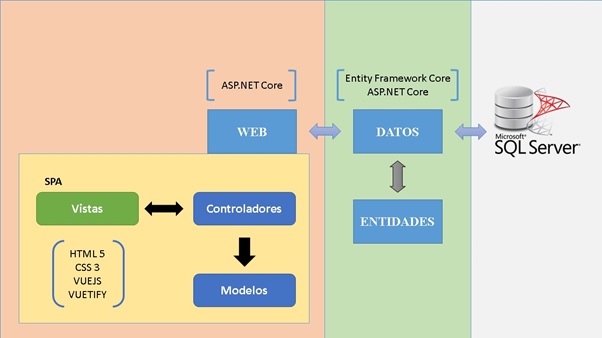 ASP.NET Core
Entity Framework Core
ASP.NET Core
WEB
DATOS
Microsoft®
SQL Server®
SPA
Vistas
Controladores
ENTIDADES
HTML 5
CSS 3
VUEJS
VUETIFY
Modelos